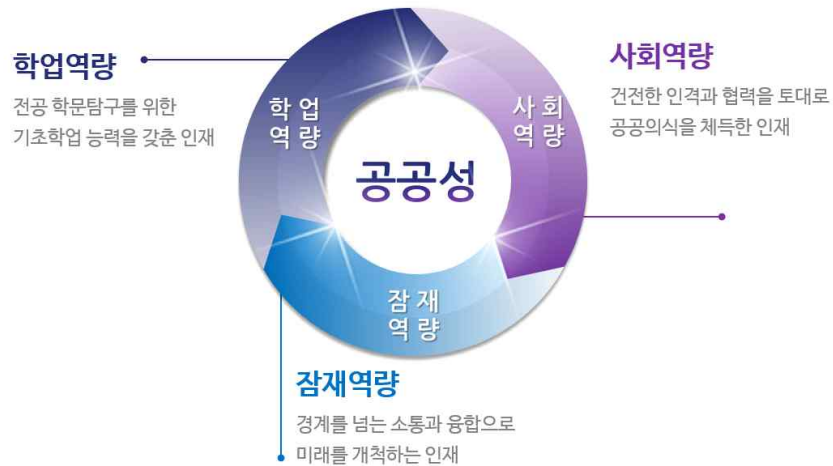 학업역량
전공 학문탐구를 위한
기초학업 능력을 갖춘 인재
학 업
역 량
공공성
사 회
역 량
사회역량
건전한 인격과 협력을 토대로
공공의식을 체득한 인재
잠 재
역 량
잠재역량
경계를 넘는 소통과 융합으로
미래를 개척하는 인재